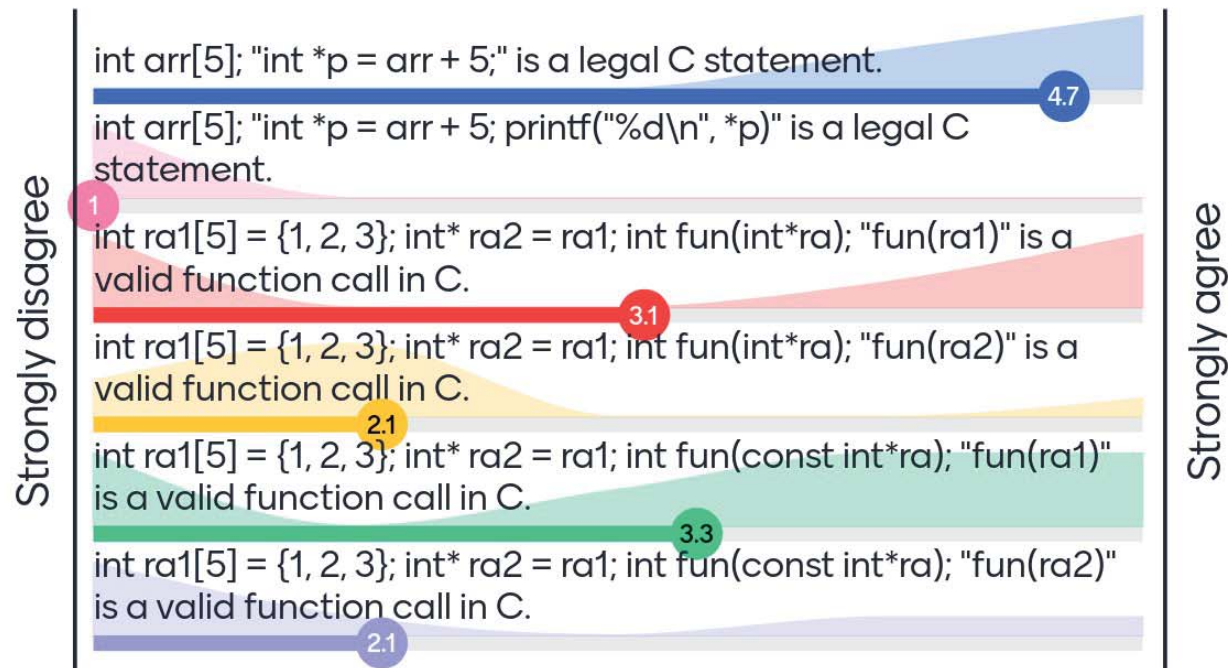 Strongly disagree
int arr[5]; "int *p = arr + 5;" is a legal C statement.
4.7
int arr[5]; "int *p = arr + 5; printf("%d\n", *p)" is a legal C
statement.
1
int ra1[5] = {1, 2, 3}; int* ra2 = ra1; int fun(int*ra); "fun(ra1)" is a
valid function call in C.
3.1
int ra1[5] = {1, 2, 3}; int* ra2 = ra1; int fun(int*ra); "fun(ra2)" is a
valid function call in C.
2.1
int ra1[5] = {1, 2, 3}; int* ra2 = ra1; int fun(const int*ra); "fun(ra1)"
is a valid function call in C.
3.3
int ra1[5] = {1, 2, 3}; int* ra2 = ra1; int fun(const int*ra); "fun(ra2)"
is a valid function call in C.
2.1
Strongly agree